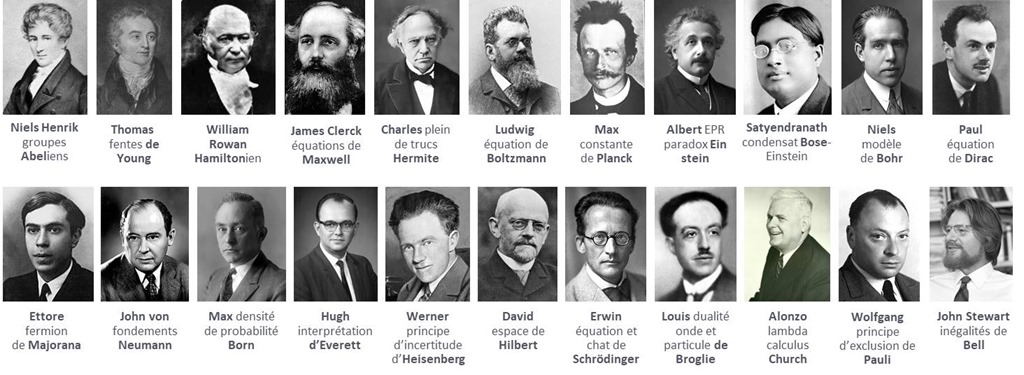 Niels Henrik
groupes
Abeliens
Thomas
fentes de
Young
William
Rowan
Hamiltonien
James Clerck
équations de
Maxwell
Charles plein
de trucs
Hermite
Ludwig
équation de
Boltzmann
Max
constante
de Planck
Albert EPR
paradox Ein
stein
Satyendranath
condensat Bose-
Einstein
Niels
modèle
de Bohr
Paul
équation
de Dirac
Ettore
fermion
de Majorana
John von
fondements
Neumann
Max densité
de probabilité
Born
Hugh
interprétation
d'Everett
Werner
principe
d'incertitude
d'Heisenberg
David
espace de
Hilbert
Erwin
équation et
chat de
Schrödinger
Louis dualité
onde et
particule de
Broglie
Alonzo
lambda
calculus
Church
Wolfgang
principe
d'exclusion de
Pauli
John Stewart
inégalités de
Bell